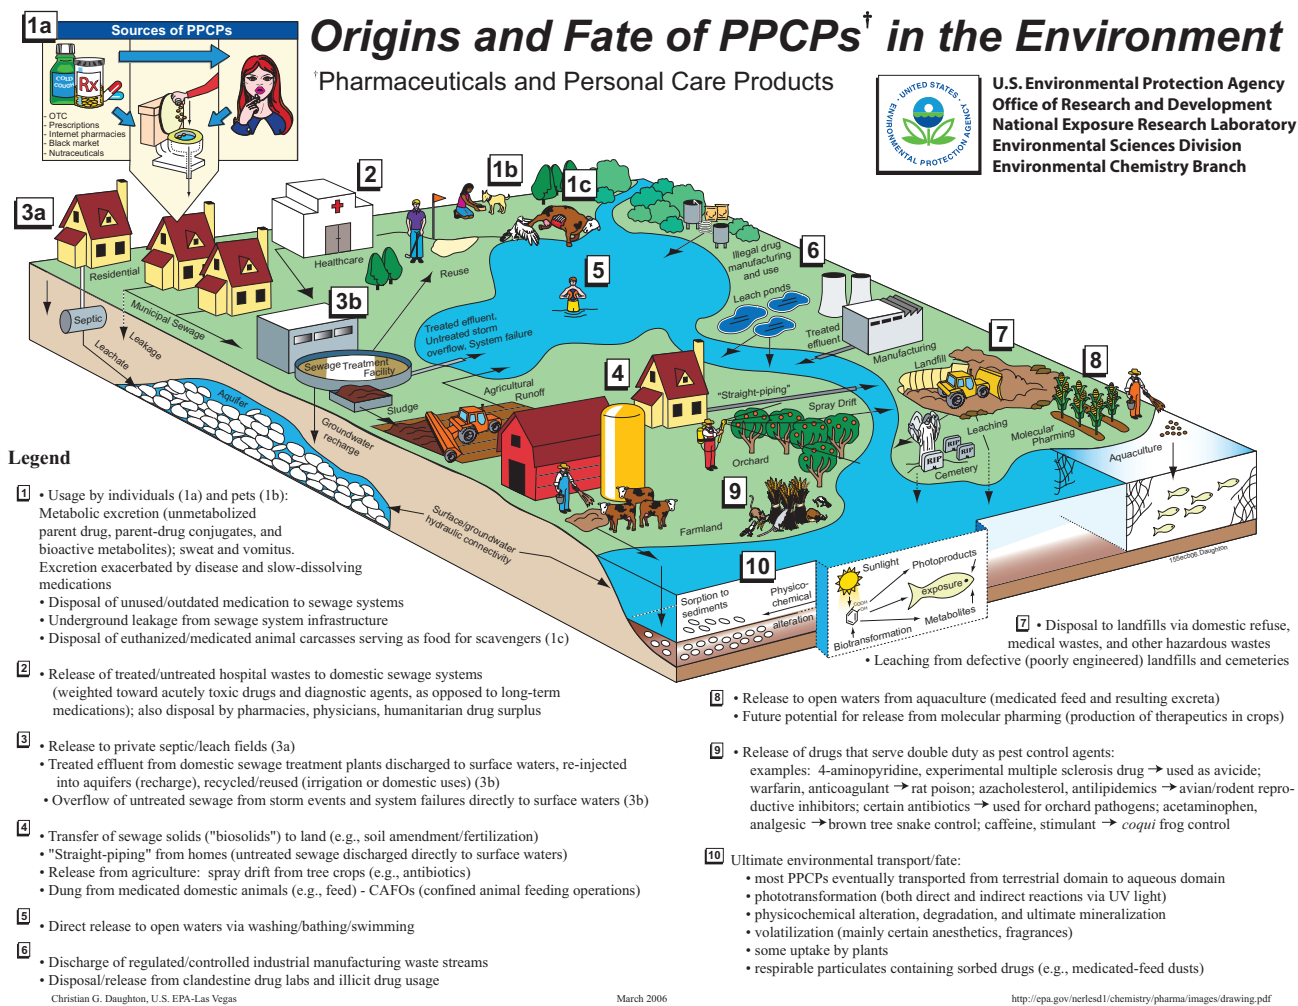 1a
Sources of PPCPs
COLD
COUGH
Rx
- OTC
- Prescriptions
- Internet pharmacies
- Black market
- Nutraceuticals
Origins and Fate of PPCPs† in the Environment
†Pharmaceuticals and Personal Care Products
UNITED STATES
ENVIRONMENTAL PROTECTION AGENCY
U.S. Environmental Protection Agency
Office of Research and Development
National Exposure Research Laboratory
Environmental Sciences Division
Environmental Chemistry Branch
3a
2
1b
1c
5
6
3b
4
7
8
9
10
Residential
Healthcare
Reuse
Illegal drug
manufacturing
and use
Leach ponds
Septic
Municipal Sewage
Leakage
Leachate
Treated effluent,
Untreated storm
overflow, System failure
Treated
effluent
Manufacturing
Landfill
Sewage Treatment
Facility
Sludge
Agricultural
Runoff
"Straight-piping"
Spray Drift
Aquifer
Groundwater
recharge
Orchard
Leaching
Molecular
Pharming
RIP
RIP
RIP
Cemetery
Aquaculture
Surface/groundwater
hydraulic connectivity
Farmland
Sorption to
sediments
Physico-
chemical
alteration
Sunlight
Photoproducts
exposure
COOH
OH
Metabolites
Biotransformation
155ecb06, Daughton
Legend
1 • Usage by individuals (1a) and pets (1b):
Metabolic excretion (unmetabolized
parent drug, parent-drug conjugates, and
bioactive metabolites); sweat and vomitus.
Excretion exacerbated by disease and slow-dissolving
medications
• Disposal of unused/outdated medication to sewage systems
• Underground leakage from sewage system infrastructure
• Disposal of euthanized/medicated animal carcasses serving as food for scavengers (1c)
2 • Release of treated/untreated hospital wastes to domestic sewage systems
(weighted toward acutely toxic drugs and diagnostic agents, as opposed to long-term
medications); also disposal by pharmacies, physicians, humanitarian drug surplus
3 • Release to private septic/leach fields (3a)
• Treated effluent from domestic sewage treatment plants discharged to surface waters, re-injected
into aquifers (recharge), recycled/reused (irrigation or domestic uses) (3b)
• Overflow of untreated sewage from storm events and system failures directly to surface waters (3b)
4 • Transfer of sewage solids ("biosolids") to land (e.g., soil amendment/fertilization)
• "Straight-piping" from homes (untreated sewage discharged directly to surface waters)
• Release from agriculture: spray drift from tree crops (e.g., antibiotics)
• Dung from medicated domestic animals (e.g., feed) - CAFOs (confined animal feeding operations)
5 • Direct release to open waters via washing/bathing/swimming
6 • Discharge of regulated/controlled industrial manufacturing waste streams
• Disposal/release from clandestine drug labs and illicit drug usage
7 • Disposal to landfills via domestic refuse,
medical wastes, and other hazardous wastes
• Leaching from defective (poorly engineered) landfills and cemeteries
8 • Release to open waters from aquaculture (medicated feed and resulting excreta)
• Future potential for release from molecular pharming (production of therapeutics in crops)
9 • Release of drugs that serve double duty as pest control agents:
examples: 4-aminopyridine, experimental multiple sclerosis drug → used as avicide;
warfarin, anticoagulant → rat poison; azacholesterol, antilipidemics → avian/rodent repro-
ductive inhibitors; certain antibiotics → used for orchard pathogens; acetaminophen,
analgesic → brown tree snake control; caffeine, stimulant → coqui frog control
10 Ultimate environmental transport/fate:
• most PPCPs eventually transported from terrestrial domain to aqueous domain
• phototransformation (both direct and indirect reactions via UV light)
• physicochemical alteration, degradation, and ultimate mineralization
• volatilization (mainly certain anesthetics, fragrances)
• some uptake by plants
• respirable particulates containing sorbed drugs (e.g., medicated-feed dusts)
Christian G. Daughton, U.S. EPA-Las Vegas
March 2006
http://epa.gov/nerlesd1/chemistry/pharma/images/drawing.pdf